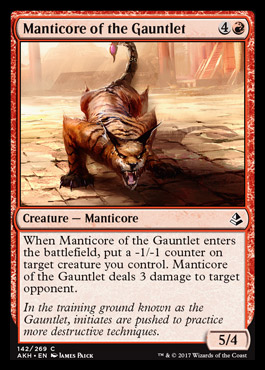 Manticore of the Gauntlet 4
Creature — Manticore
When Manticore of the Gauntlet enters
the battlefield, put a -1/-1 counter on
target creature you control. Manticore
of the Gauntlet deals 3 damage to target
opponent.
In the training ground known as the
Gauntlet, initiates are pushed to practice
more destructive techniques.
5/4
142/269 C
AKH • EN James Paick
™ & © 2017 Wizards of the Coast